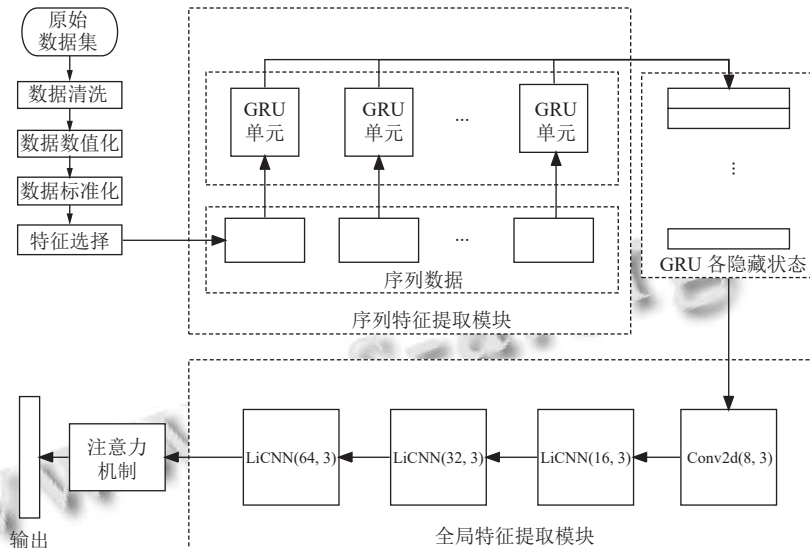 原始
数据集
数据清洗
数据数值化
数据标准化
特征选择
GRU
单元
GRU
单元
...
GRU
单元
...
序列数据
序列特征提取模块
...
GRU 各隐藏状态
Conv2d(8, 3)
LiCNN(16, 3)
LiCNN(32, 3)
LiCNN(64, 3)
全局特征提取模块
注意力
机制
输出